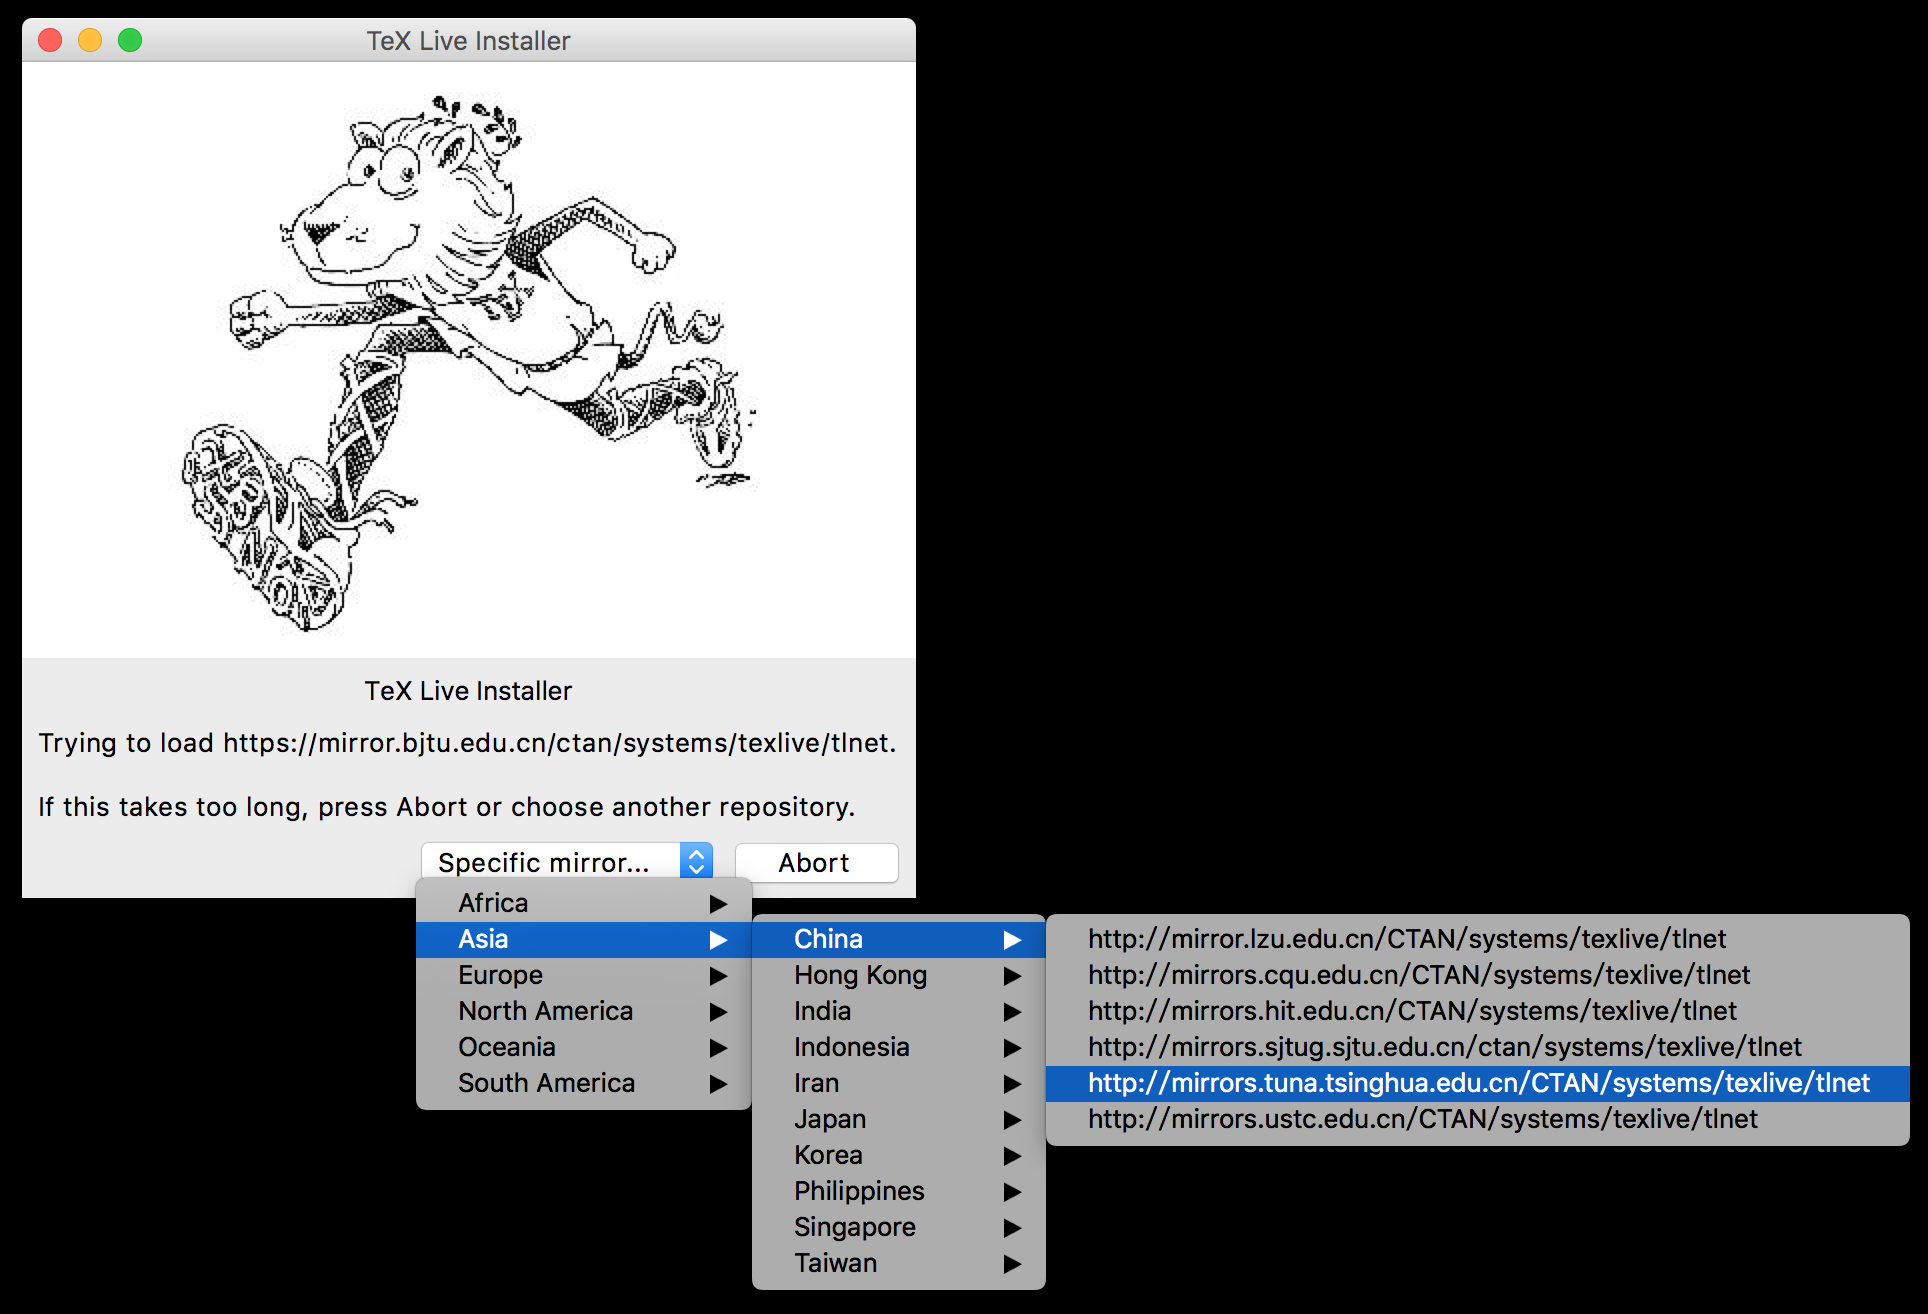 TeX Live Installer
TeX Live Installer
Trying to load https://mirror.bjtu.edu.cn/ctan/systems/texlive/tlnet.
If this takes too long, press Abort or choose another repository.
Specific mirror...
Abort
Africa
Asia
Europe
North America
Oceania
South America
China
Hong Kong
India
Indonesia
Iran
Japan
Korea
Philippines
Singapore
Taiwan
http://mirror.lzu.edu.cn/CTAN/systems/texlive/tlnet
http://mirrors.cqu.edu.cn/CTAN/systems/texlive/tlnet
http://mirrors.hit.edu.cn/CTAN/systems/texlive/tlnet
http://mirrors.sjtug.sjtu.edu.cn/ctan/systems/texlive/tlnet
http://mirrors.tuna.tsinghua.edu.cn/CTAN/systems/texlive/tlnet
http://mirrors.ustc.edu.cn/CTAN/systems/texlive/tlnet